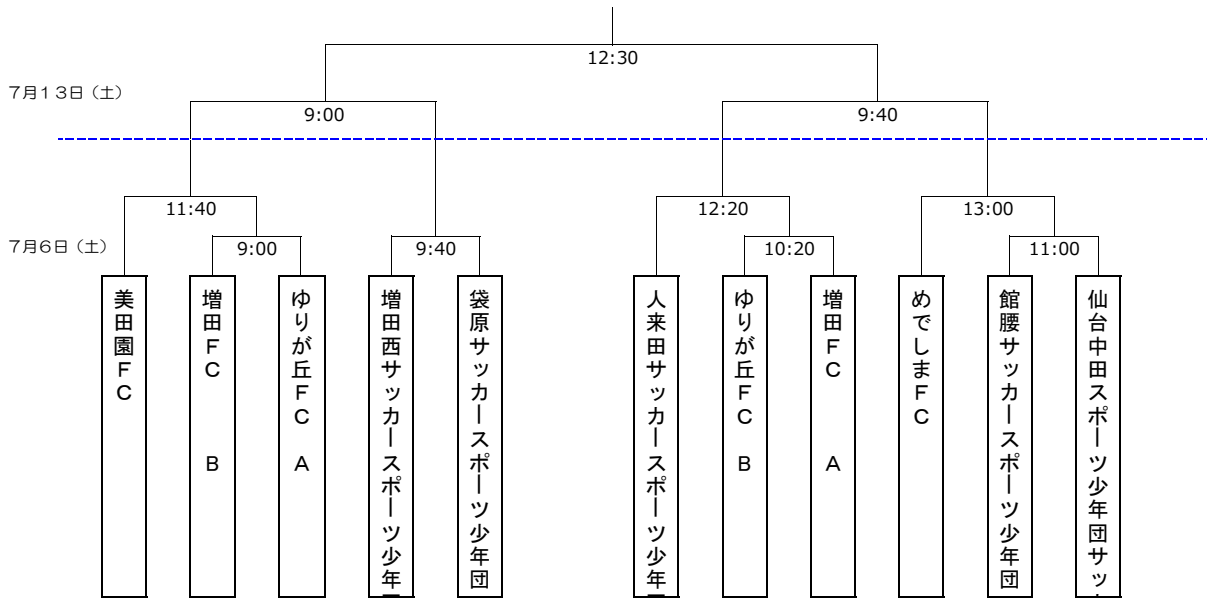 12:30
7月13日（土）
9:00
9:40
11:40
12:20
13:00
7月6日（土）
9:00
9:40
10:20
11:00
美田園ＦＣ
増田ＦＣ　Ｂ
ゆりが丘ＦＣ　Ａ
増田西サッカースポーツ少年
袋原サッカースポーツ少年団
人来田サッカースポーツ少年
ゆりが丘ＦＣ　Ｂ
増田ＦＣ　Ａ
めでしまＦＣ
館腰サッカースポーツ少年団
仙台中田スポーツ少年団サッ